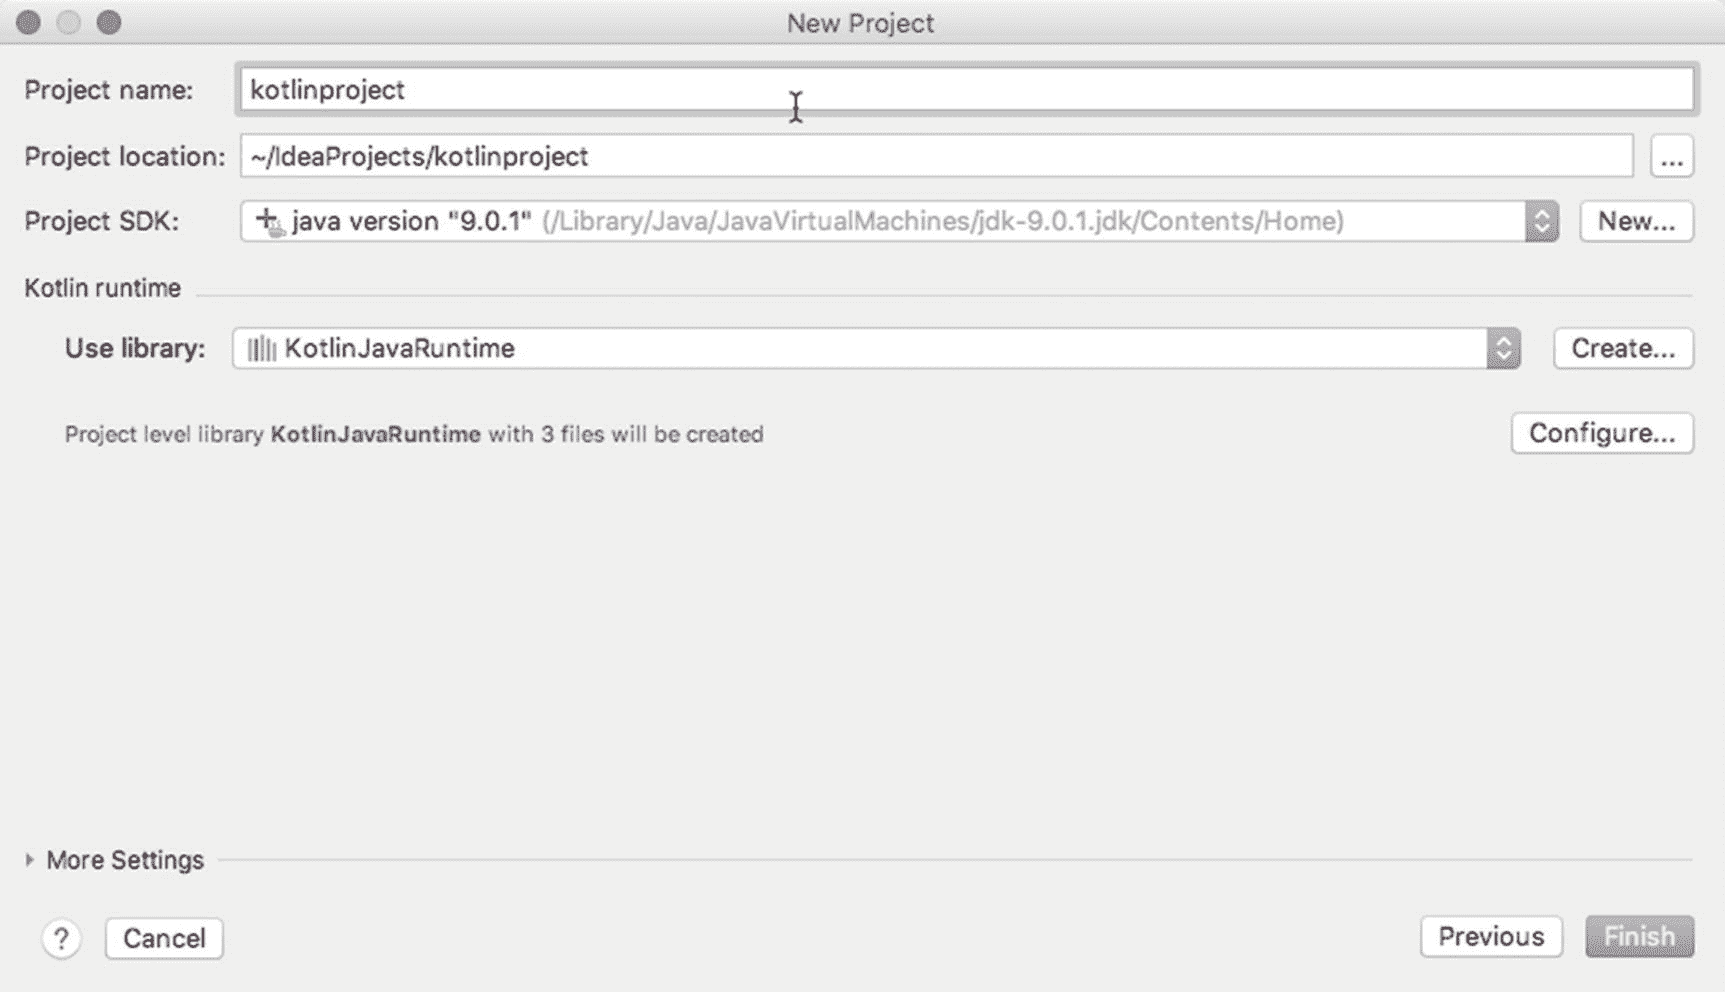 New Project
Project name: kotlinproject
Project location: ~/IdeaProjects/kotlinproject ...
Project SDK: java version "9.0.1" (/Library/Java/JavaVirtualMachines/jdk-9.0.1.jdk/Contents/Home) New...
Kotlin runtime
Use library: KotlinJavaRuntime Create...
Project level library KotlinJavaRuntime with 3 files will be created Configure...
More Settings
? Cancel Previous Finish